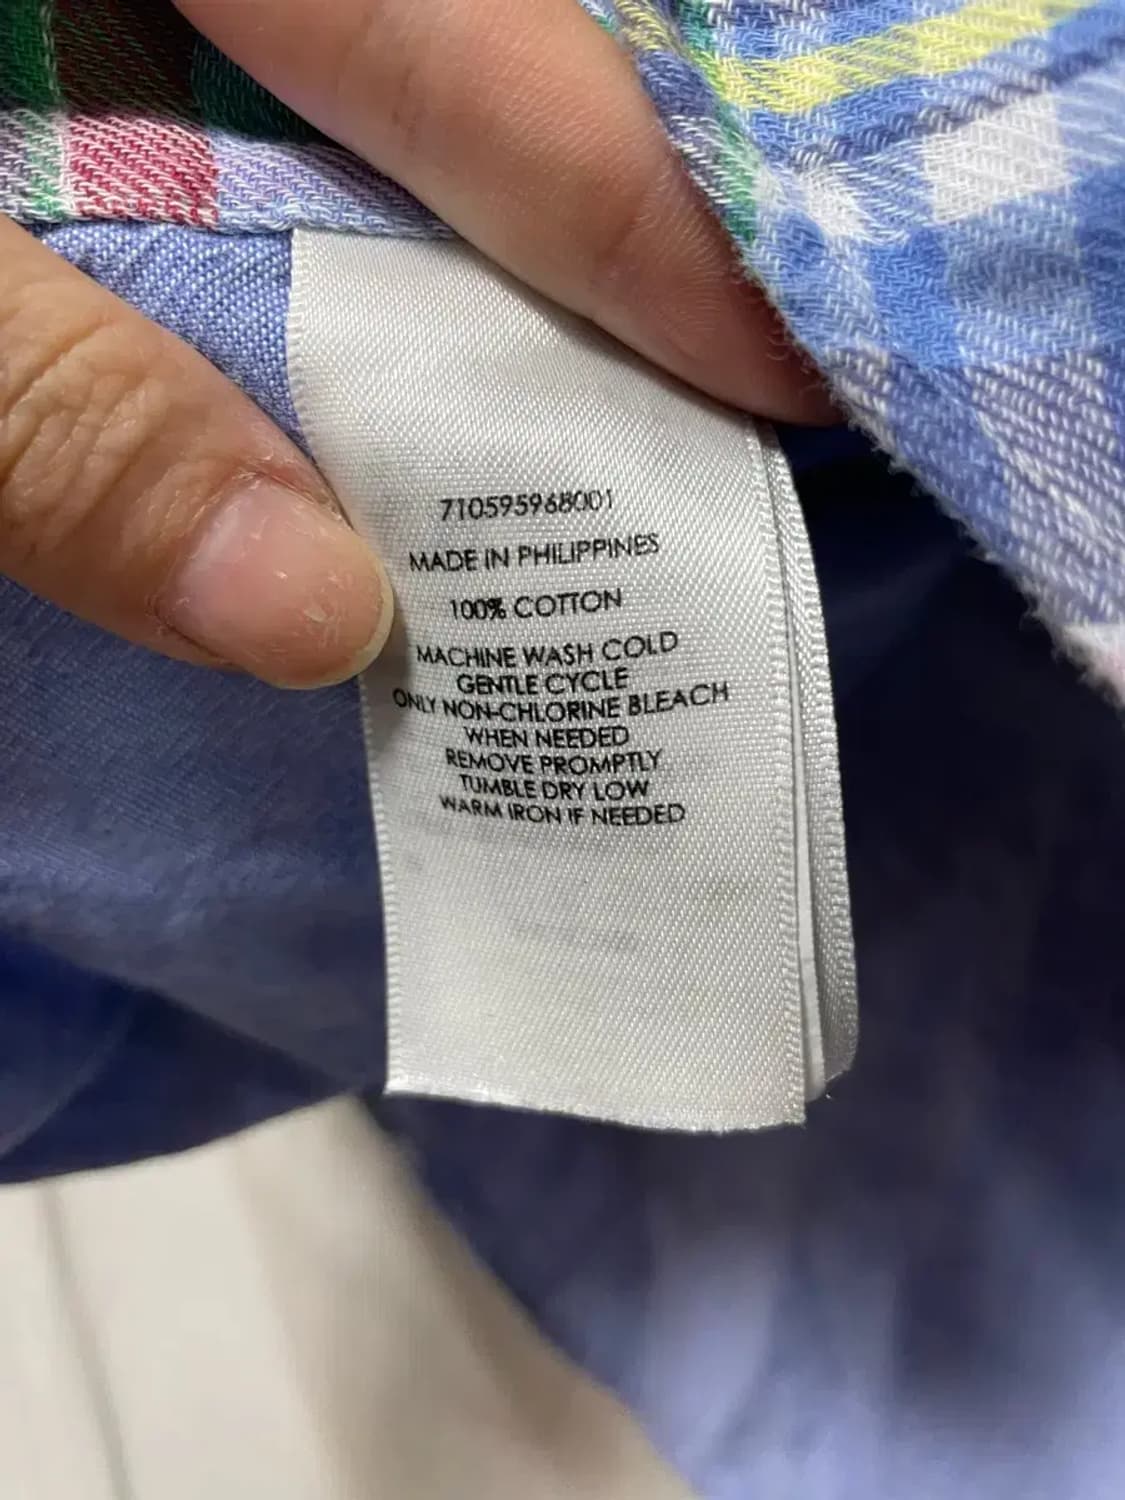 710595968001
MADE IN PHILIPPINES
100% COTTON
MACHINE WASH COLD
GENTLE CYCLE
ONLY NON-CHLORINE BLEACH
WHEN NEEDED
REMOVE PROMPTLY
TUMBLE DRY LOW
WARM IRON IF NEEDED